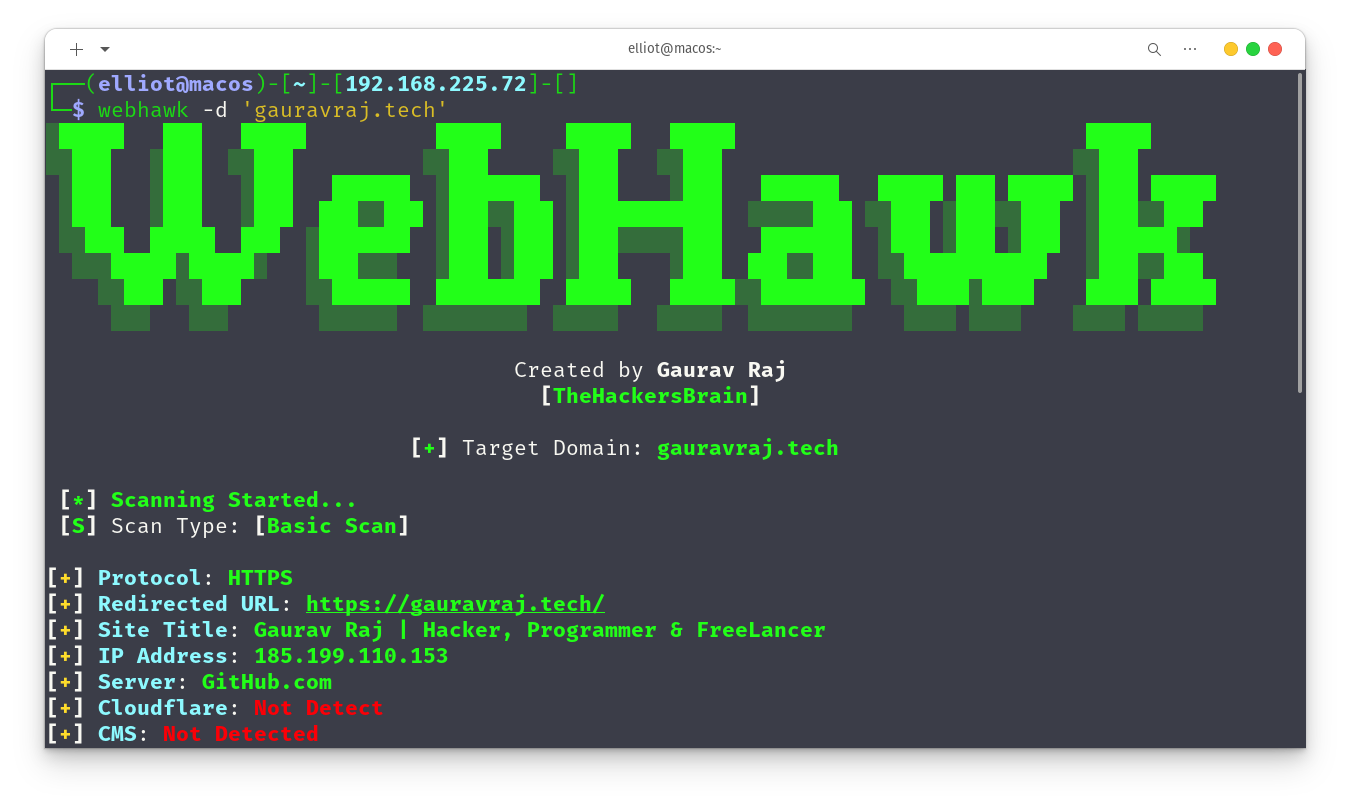 elliot@macos:~
┌──(elliot@macos)-[~]-[192.168.225.72]-[]
└─$ webhawk -d 'gauravraj.tech'
WebHawk
Created by Gaurav Raj
[TheHackersBrain]
[+] Target Domain: gauravraj.tech
[*] Scanning Started...
[S] Scan Type: [Basic Scan]
[+] Protocol: HTTPS
[+] Redirected URL: https://gauravraj.tech/
[+] Site Title: Gaurav Raj | Hacker, Programmer & FreeLancer
[+] IP Address: 185.199.110.153
[+] Server: GitHub.com
[+] Cloudflare: Not Detect
[+] CMS: Not Detected